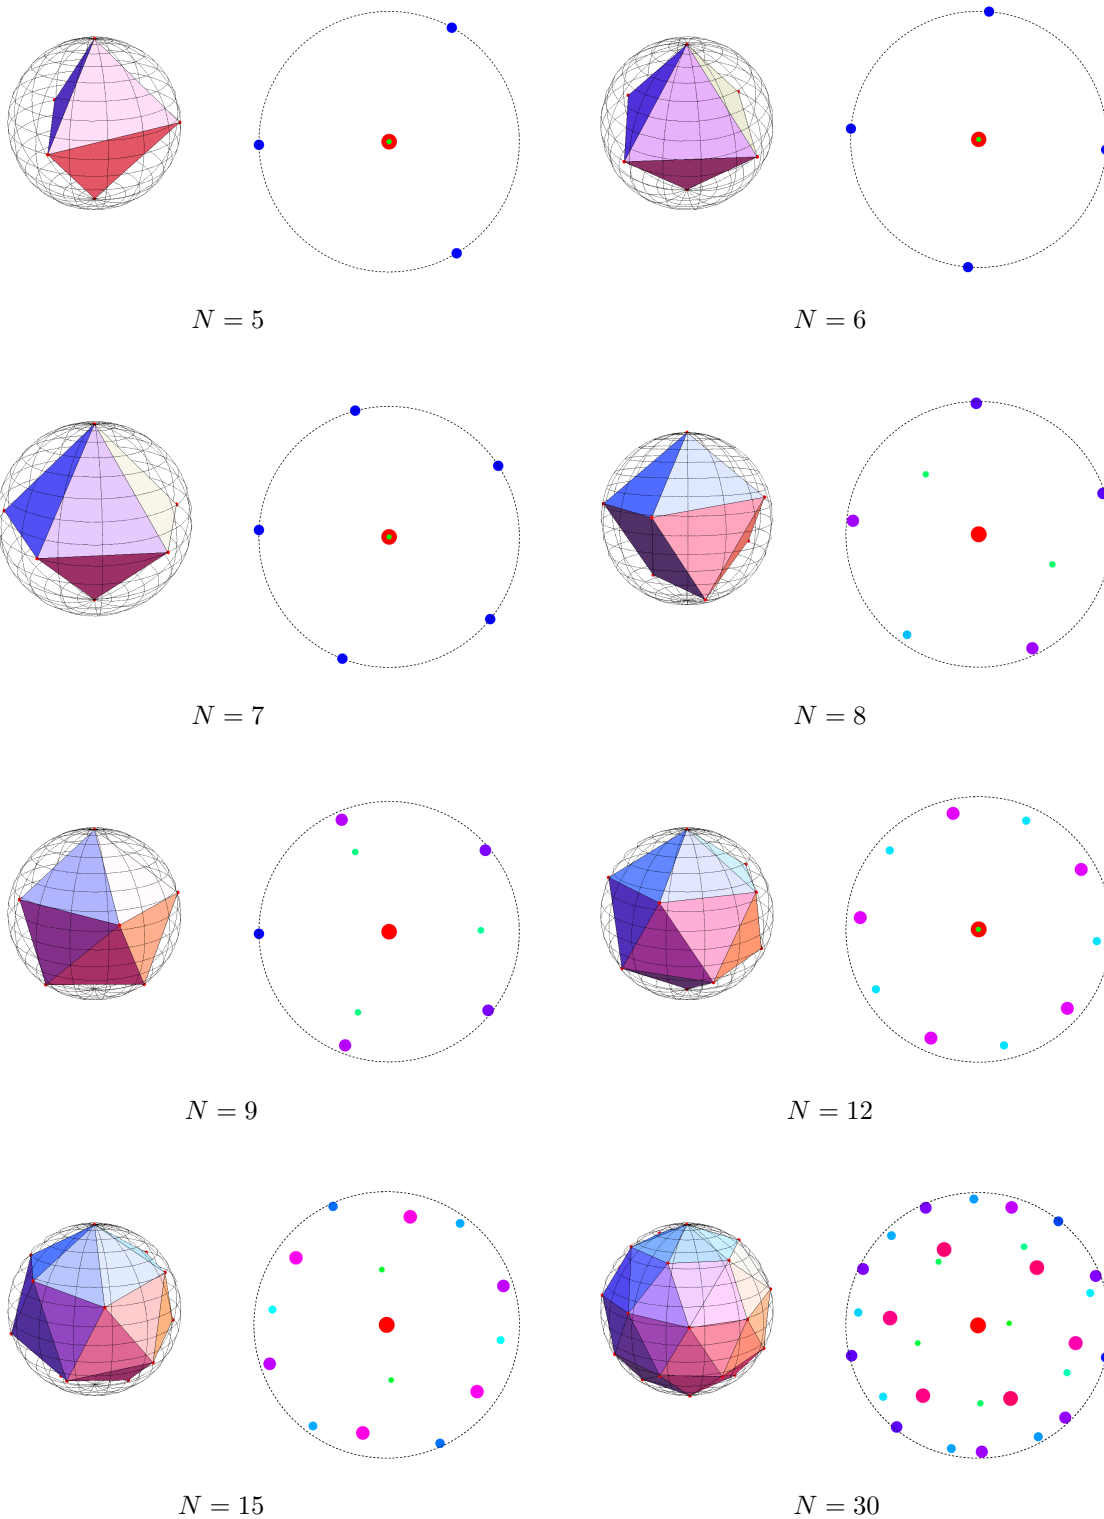 N = 5
N = 6
N = 7
N = 8
N = 9
N = 12
N = 15
N = 30